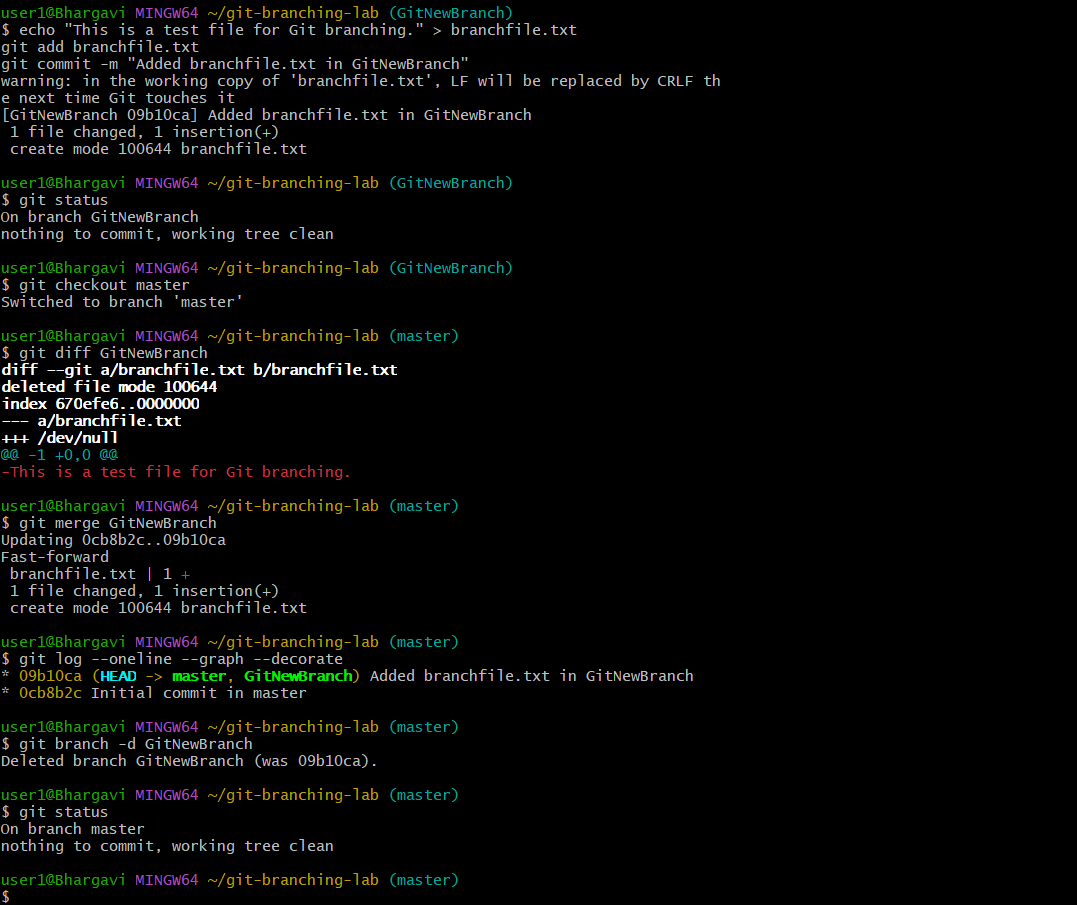 user1@Bhargavi MINGW64 ~/git-branching-lab (GitNewBranch)
$ echo "This is a test file for Git branching." > branchfile.txt
git add branchfile.txt
git commit -m "Added branchfile.txt in GitNewBranch"
warning: in the working copy of 'branchfile.txt', LF will be replaced by CRLF th
e next time Git touches it
[GitNewBranch 09b10ca] Added branchfile.txt in GitNewBranch
 1 file changed, 1 insertion(+)
 create mode 100644 branchfile.txt

user1@Bhargavi MINGW64 ~/git-branching-lab (GitNewBranch)
$ git status
On branch GitNewBranch
nothing to commit, working tree clean

user1@Bhargavi MINGW64 ~/git-branching-lab (GitNewBranch)
$ git checkout master
Switched to branch 'master'

user1@Bhargavi MINGW64 ~/git-branching-lab (master)
$ git diff GitNewBranch
diff --git a/branchfile.txt b/branchfile.txt
deleted file mode 100644
index 670efe6..0000000
--- a/branchfile.txt
+++ /dev/null
@@ -1 +0,0 @@
-This is a test file for Git branching.

user1@Bhargavi MINGW64 ~/git-branching-lab (master)
$ git merge GitNewBranch
Updating 0cb8b2c..09b10ca
Fast-forward
 branchfile.txt | 1 +
 1 file changed, 1 insertion(+)
 create mode 100644 branchfile.txt

user1@Bhargavi MINGW64 ~/git-branching-lab (master)
$ git log --oneline --graph --decorate
* 09b10ca (HEAD -> master, GitNewBranch) Added branchfile.txt in GitNewBranch
* 0cb8b2c Initial commit in master

user1@Bhargavi MINGW64 ~/git-branching-lab (master)
$ git branch -d GitNewBranch
Deleted branch GitNewBranch (was 09b10ca).

user1@Bhargavi MINGW64 ~/git-branching-lab (master)
$ git status
On branch master
nothing to commit, working tree clean

user1@Bhargavi MINGW64 ~/git-branching-lab (master)
$